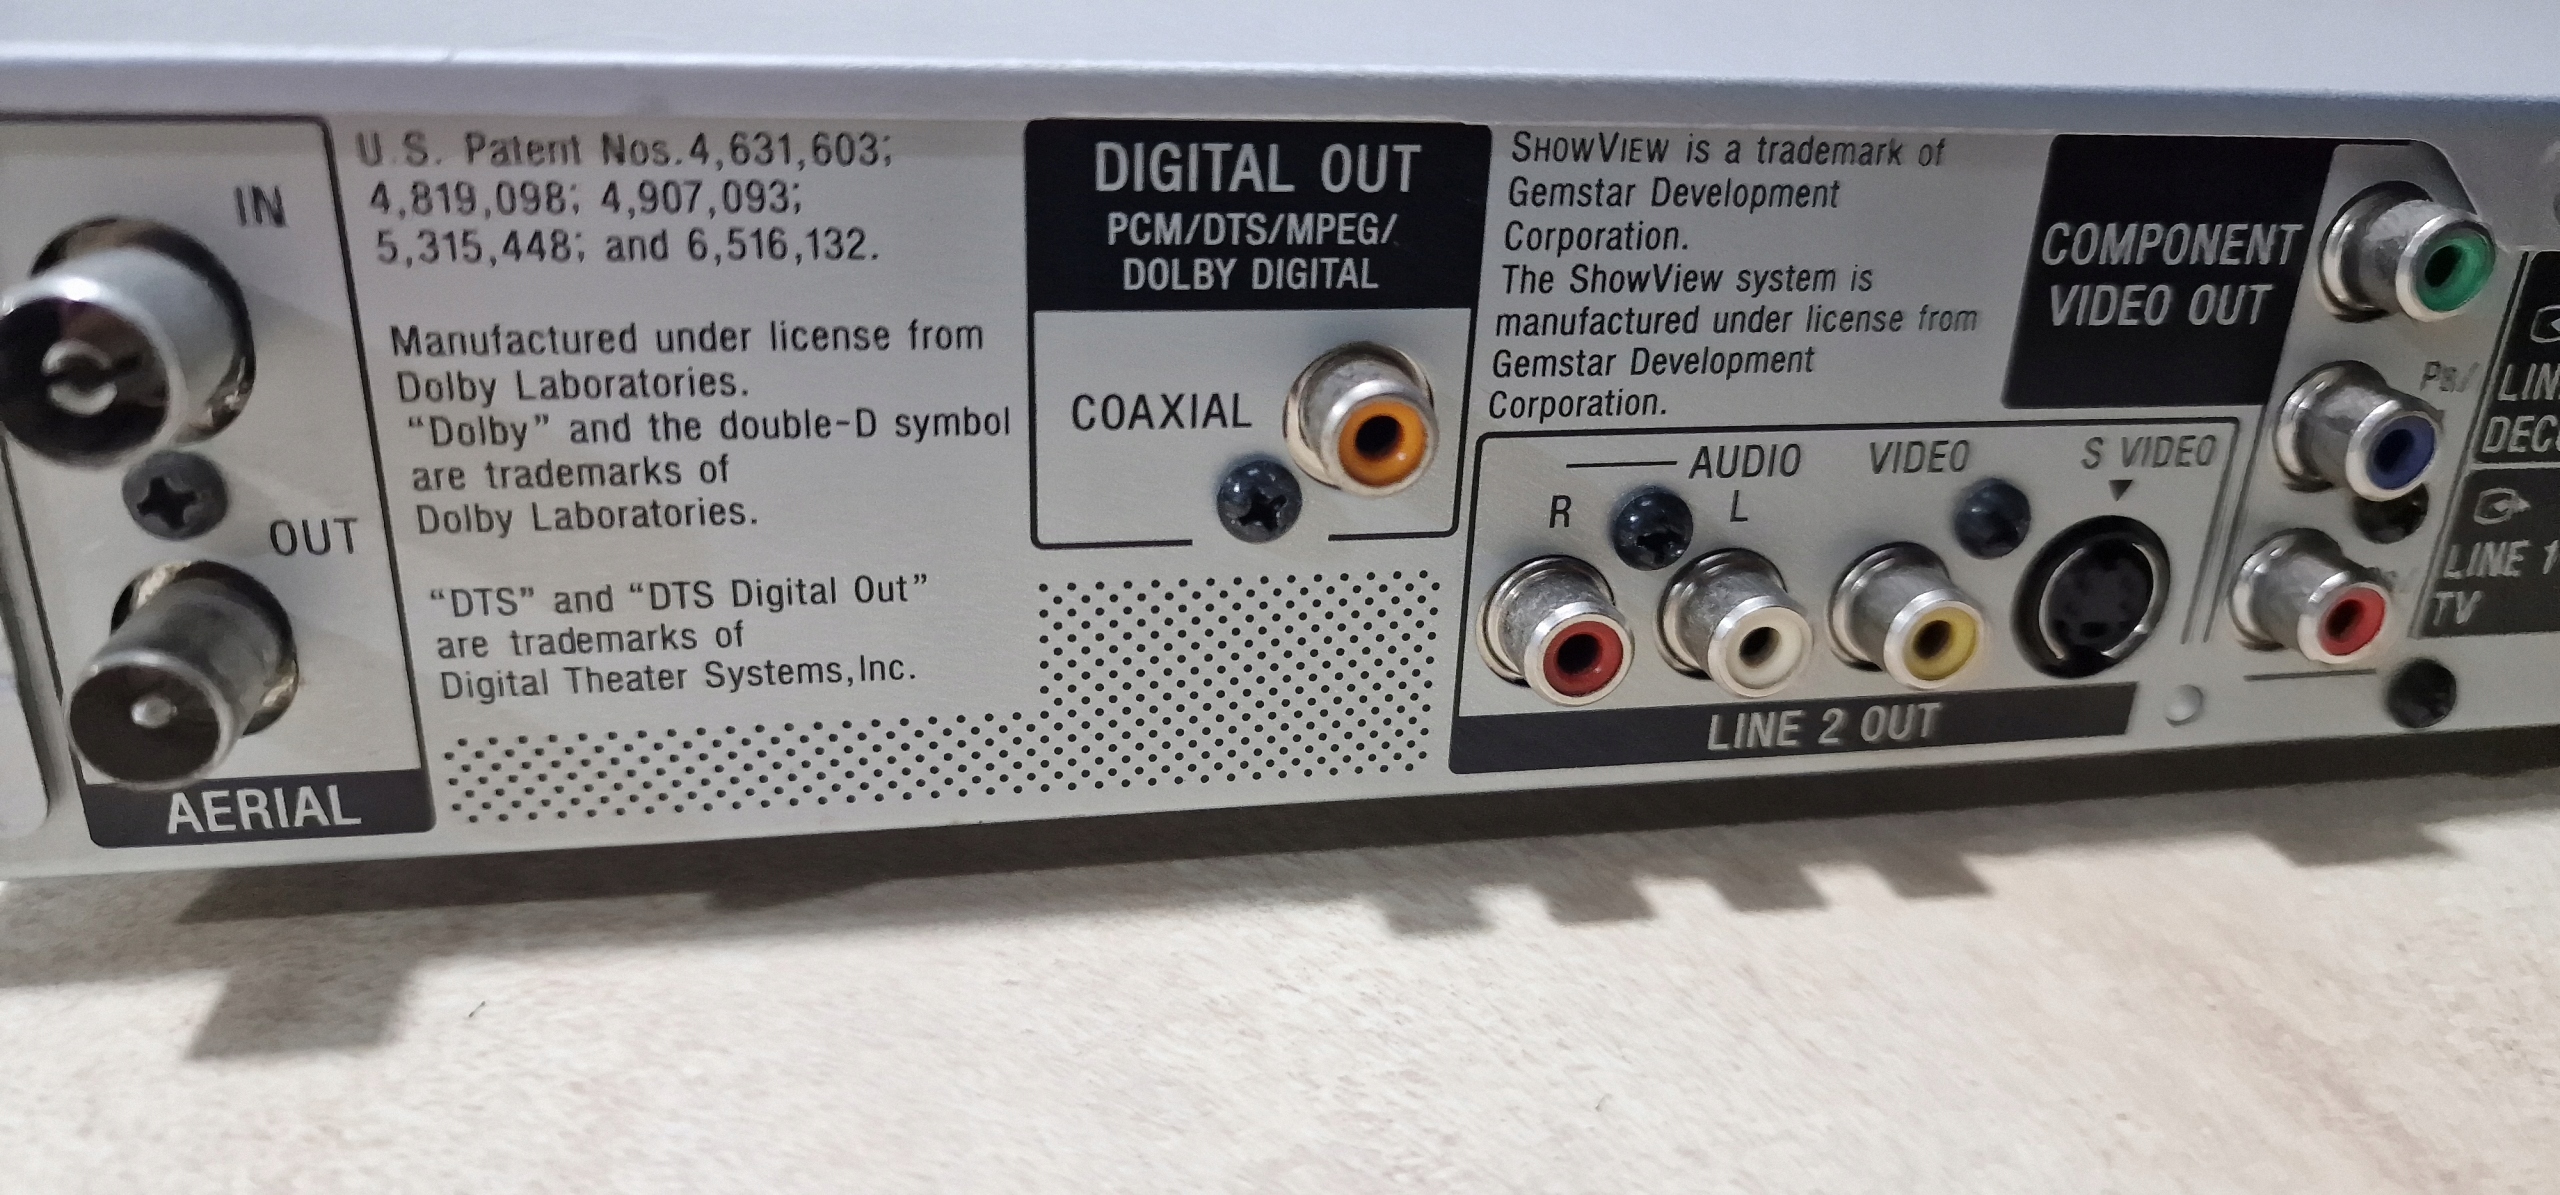 IN
OUT
AERIAL
U.S. Patent Nos.4,631,603;
4,819,098; 4,907,093;
5,315,448; and 6,516,132.
Manufactured under license from
Dolby Laboratories.
“Dolby” and the double-D symbol
are trademarks of
Dolby Laboratories.
“DTS” and “DTS Digital Out”
are trademarks of
Digital Theater Systems,Inc.
DIGITAL OUT
PCM/DTS/MPEG/
DOLBY DIGITAL
COAXIAL
SHOWVIEW is a trademark of
Gemstar Development
Corporation.
The ShowView system is
manufactured under license from
Gemstar Development
Corporation.
AUDIO VIDEO S VIDEO
R L
LINE 2 OUT
COMPONENT
VIDEO OUT
PB/
LINE 1
TV